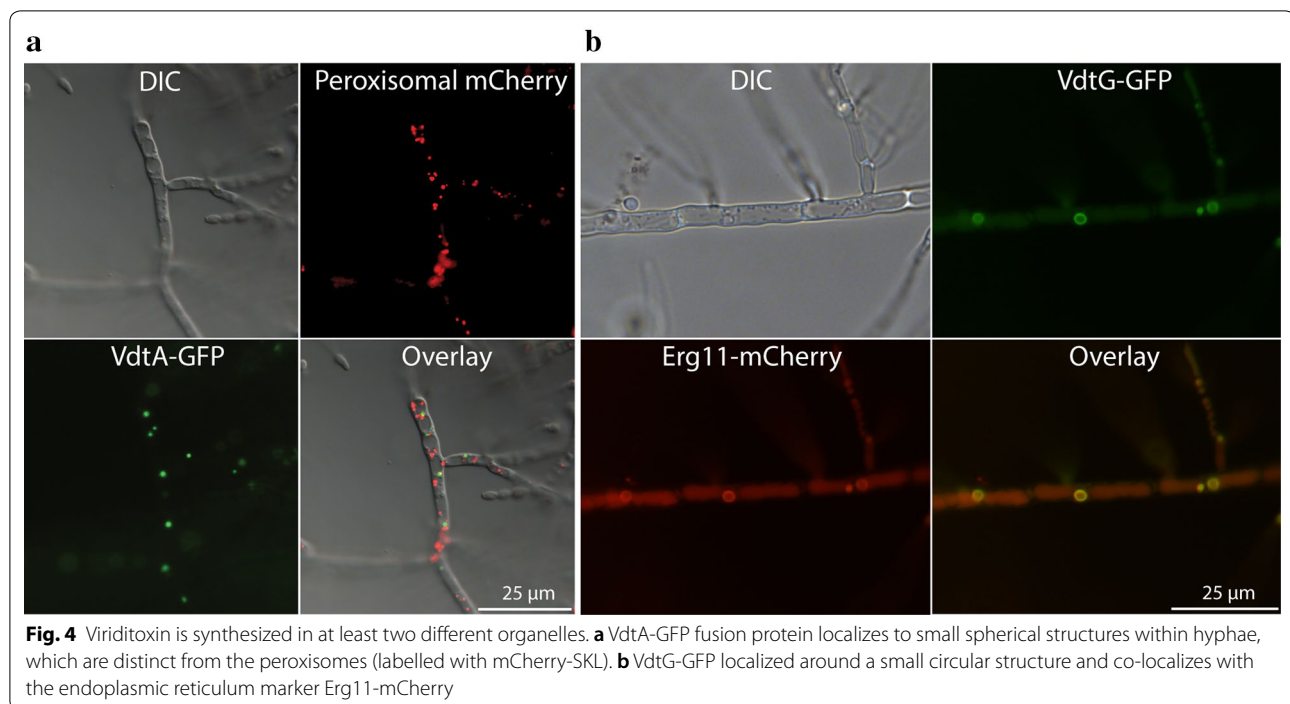 a
DIC
Peroxisomal mCherry
VdtA-GFP
Overlay
25 µm
b
DIC
VdtG-GFP
Erg11-mCherry
Overlay
25 µm
Fig. 4 Viriditoxin is synthesized in at least two different organelles. a VdtA-GFP fusion protein localizes to small spherical structures within hyphae,
which are distinct from the peroxisomes (labelled with mCherry-SKL). b VdtG-GFP localized around a small circular structure and co-localizes with
the endoplasmic reticulum marker Erg11-mCherry